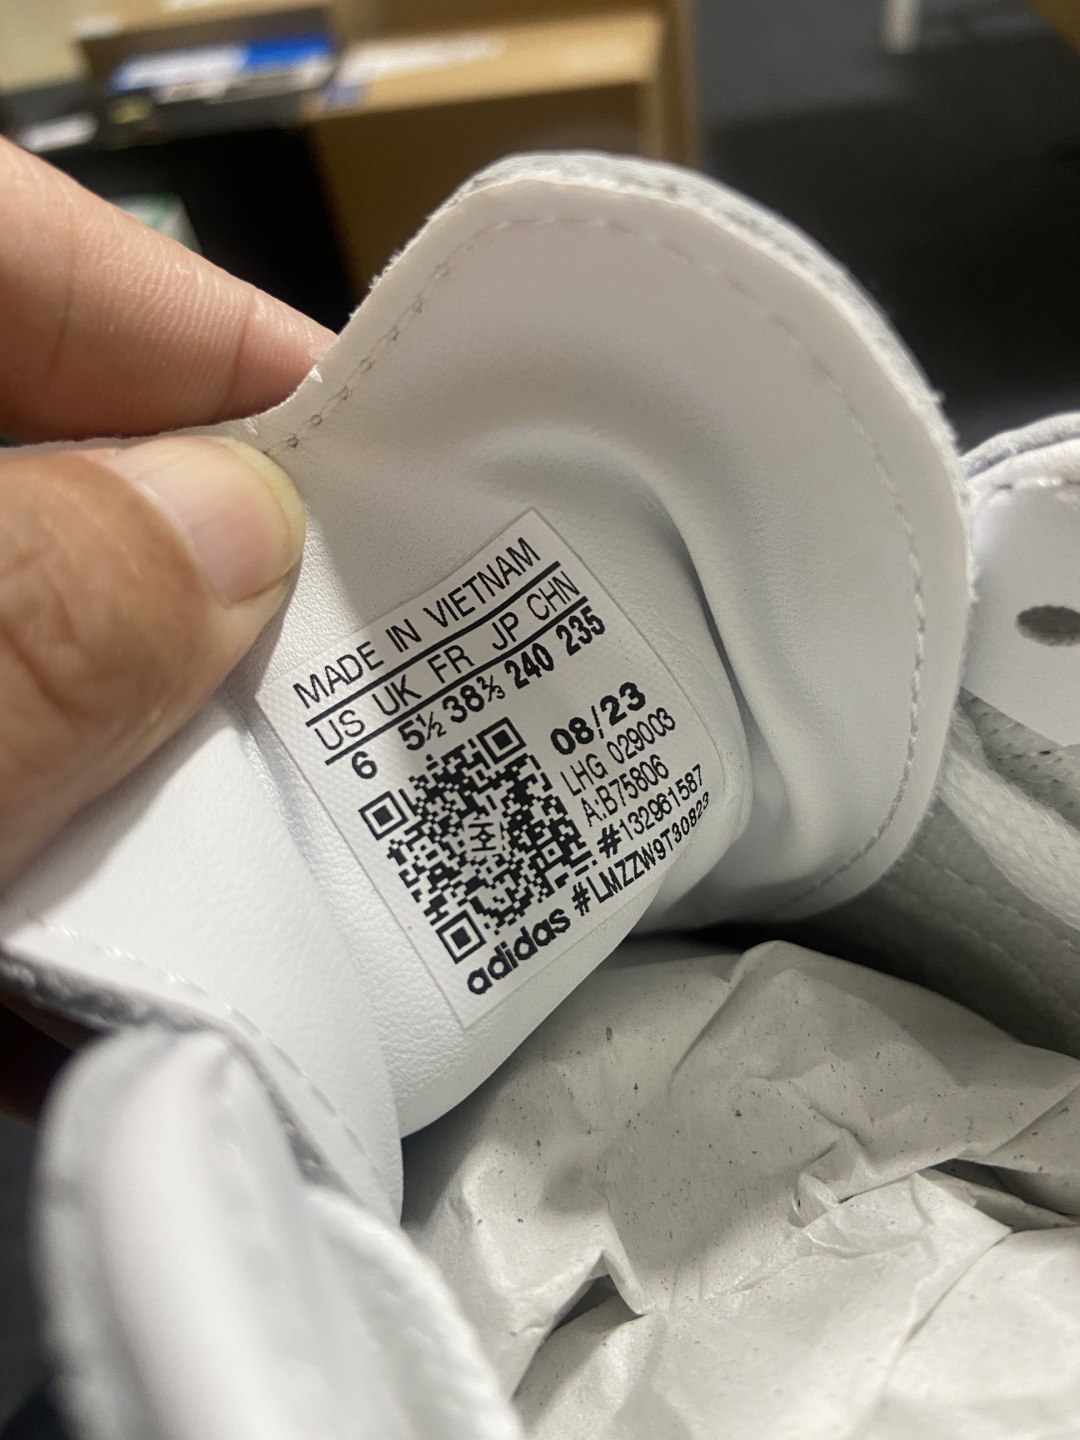 MADE IN VIETNAM
US UK FR JP CHN
6 5½ 38⅔ 240 235
08/23
LHG 029003
A:B75806
#132961587
#LMZZW9T30823
adidas